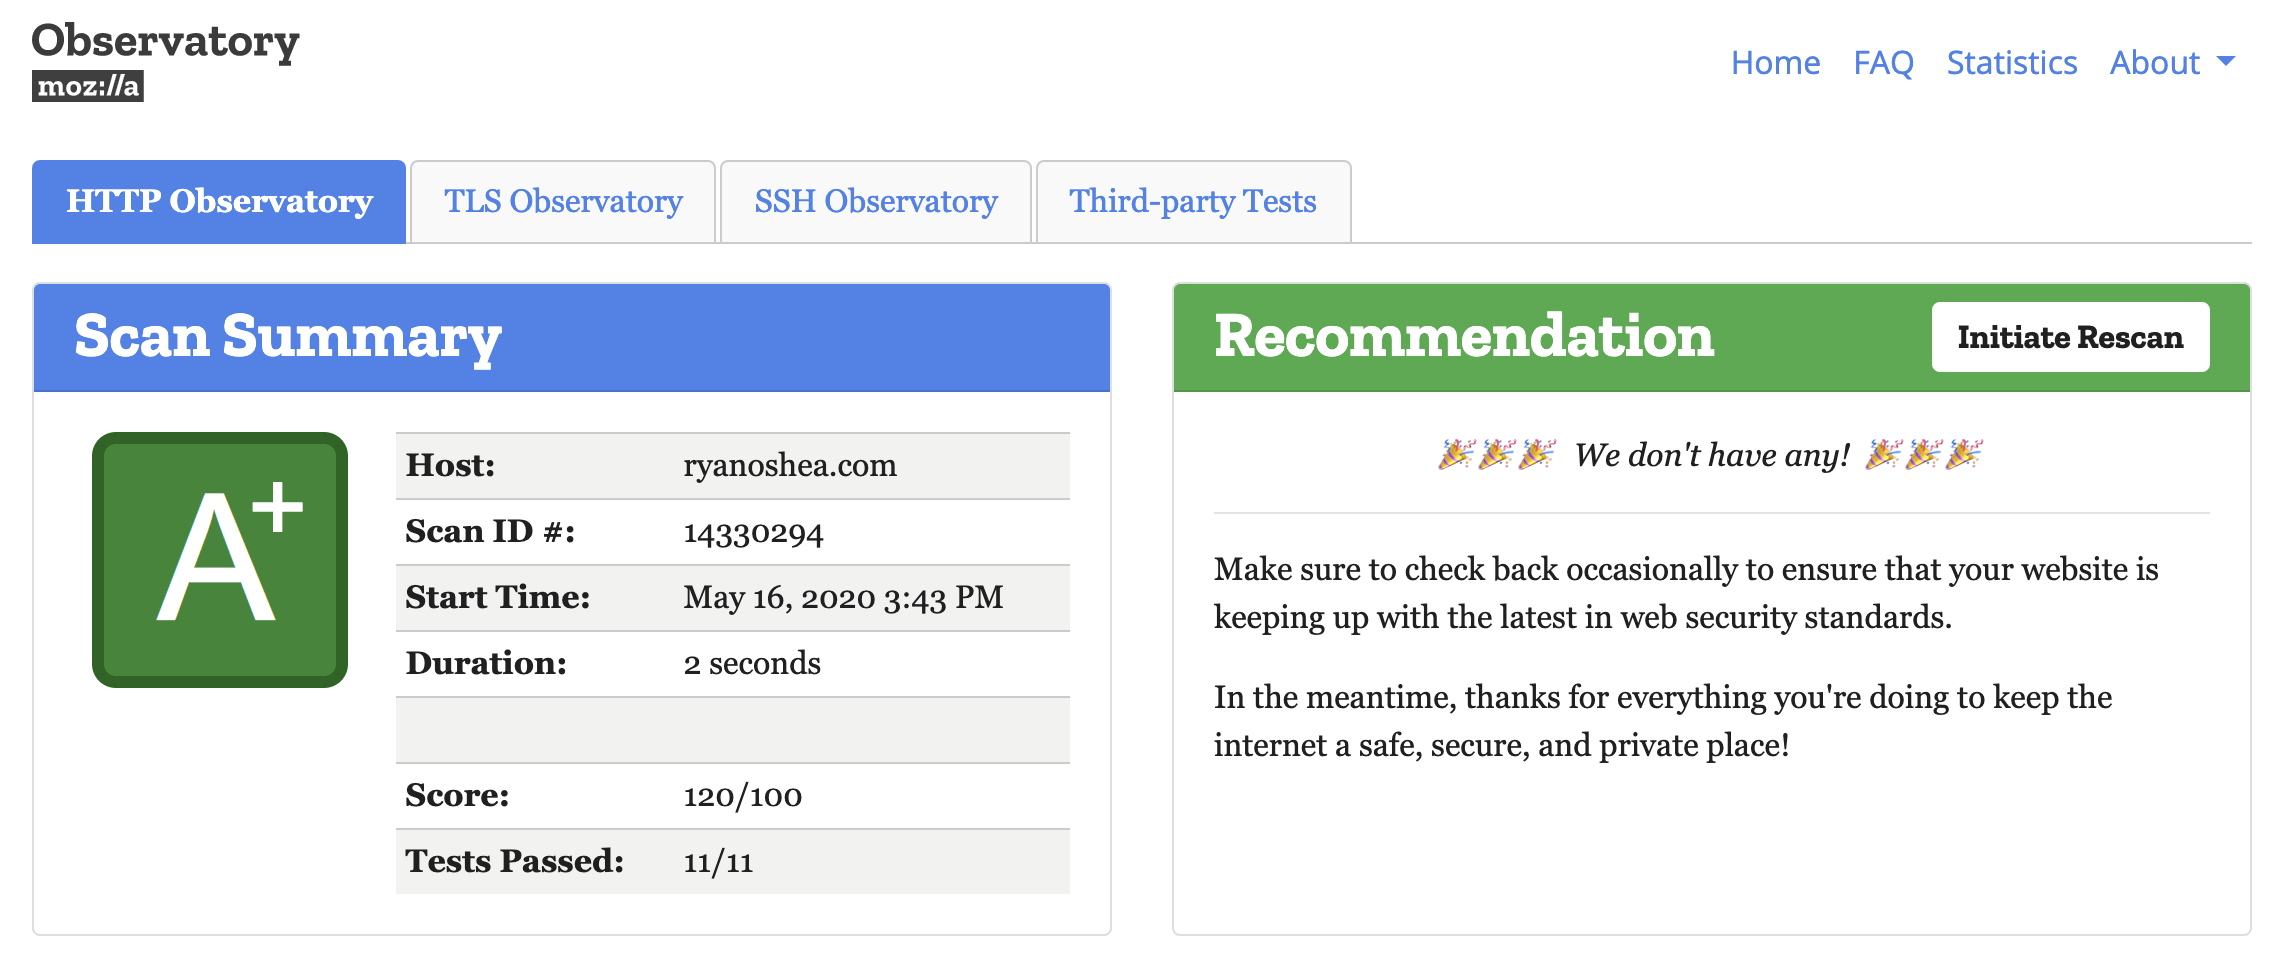 Observatory
moz://a
Home FAQ Statistics About
HTTP Observatory TLS Observatory SSH Observatory Third-party Tests
Scan Summary
A+
Host: ryanoshea.com
Scan ID #: 14330294
Start Time: May 16, 2020 3:43 PM
Duration: 2 seconds
Score: 120/100
Tests Passed: 11/11
Recommendation
Initiate Rescan
🎉🎉🎉 We don't have any! 🎉🎉🎉
Make sure to check back occasionally to ensure that your website is
keeping up with the latest in web security standards.
In the meantime, thanks for everything you're doing to keep the
internet a safe, secure, and private place!